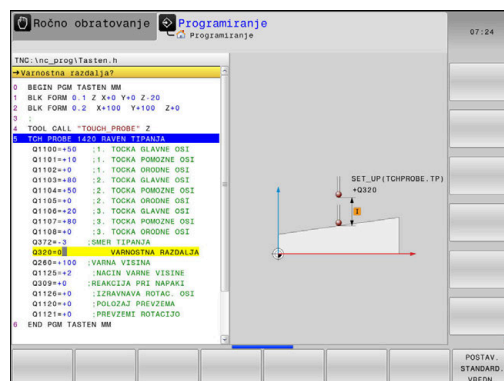 Ročno obratovanje
Programiranje
Programiranje
07:24
TNC:\nc_prog\Tasten.h
→Varnostna razdalja?
0 BEGIN PGM TASTEN MM
1 BLK FORM 0.1 Z X+0 Y+0 Z-20
2 BLK FORM 0.2 X+100 Y+100 Z+0
3 ;
4 TOOL CALL "TOUCH_PROBE" Z
5 TCH PROBE 1420 RAVEN TIPANJA
Q1100=+50 ;1. TOCKA GLAVNE OSI
Q1101=+10 ;1. TOCKA POMOZNE OSI
Q1102=+0 ;1. TOCKA ORODNE OSI
Q1103=+80 ;2. TOCKA GLAVNE OSI
Q1104=+50 ;2. TOCKA POMOZNE OSI
Q1105=+0 ;2. TOCKA ORODNE OSI
Q1106=+20 ;3. TOCKA GLAVNE OSI
Q1107=+80 ;3. TOCKA POMOZNE OSI
Q1108=+0 ;3. TOCKA ORODNE OSI
Q372=-3 ;SMER TIPANJA
Q320=0 VARNOSTNA RAZDALJA
Q260=+100 ;VARNA VISINA
Q1125=+2 ;NACIN VARNE VISINE
Q309=+0 ;REAKCIJA PRI NAPAKI
Q1126=+0 ;IZRAVNAVA ROTAC. OSI
Q1120=+0 ;POLOZAJ PREVZEMA
Q1121=+0 ;PREVZEMI ROTACIJO
6 END PGM TASTEN MM
SET_UP(TCHPROBE.TP)
+Q320
I
POSTAV.
STANDARD.
VREDN.